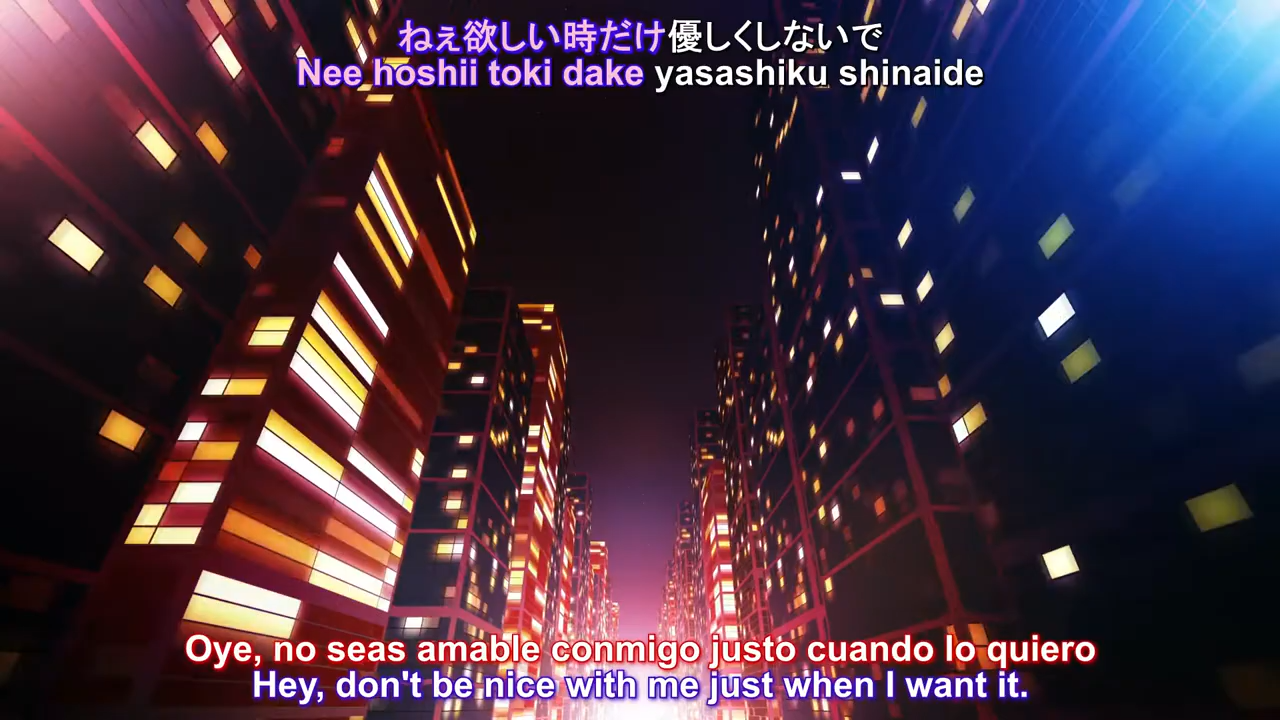 ねぇ欲しい時だけ優しくしないで
Nee hoshii toki dake yasashiku shinaide
Oye, no seas amable conmigo justo cuando lo quiero
Hey, don't be nice with me just when I want it.